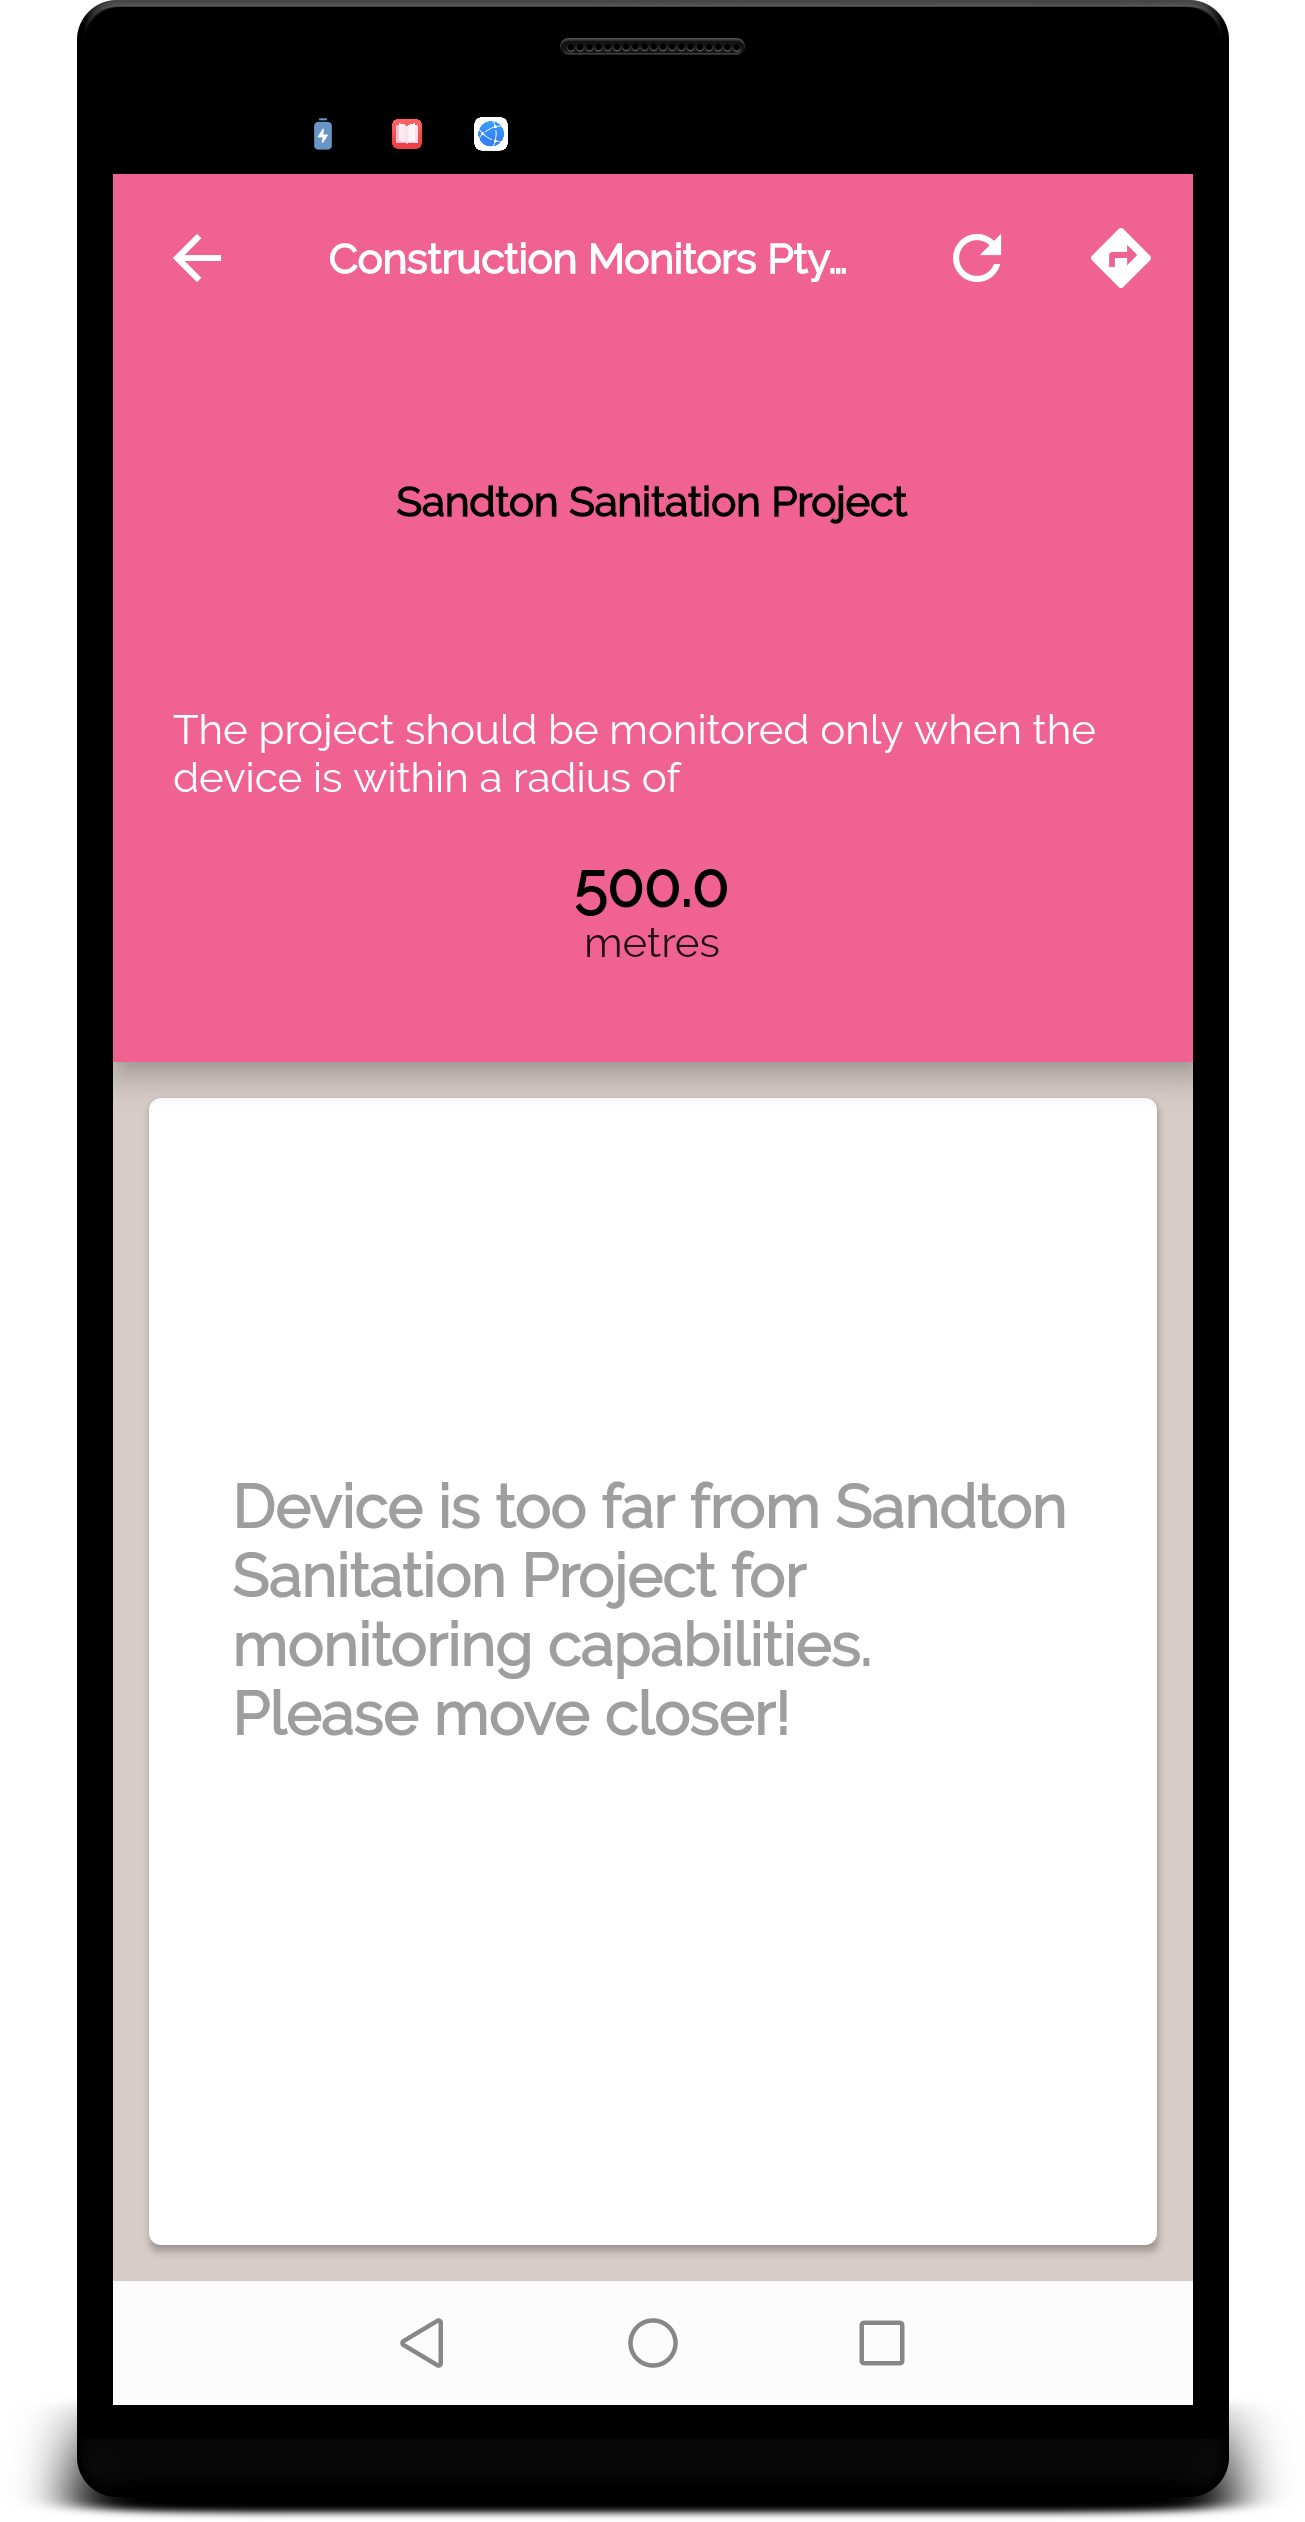 Construction Monitors Pty...
Sandton Sanitation Project
The project should be monitored only when the
device is within a radius of
500.0
metres
Device is too far from Sandton
Sanitation Project for
monitoring capabilities.
Please move closer!